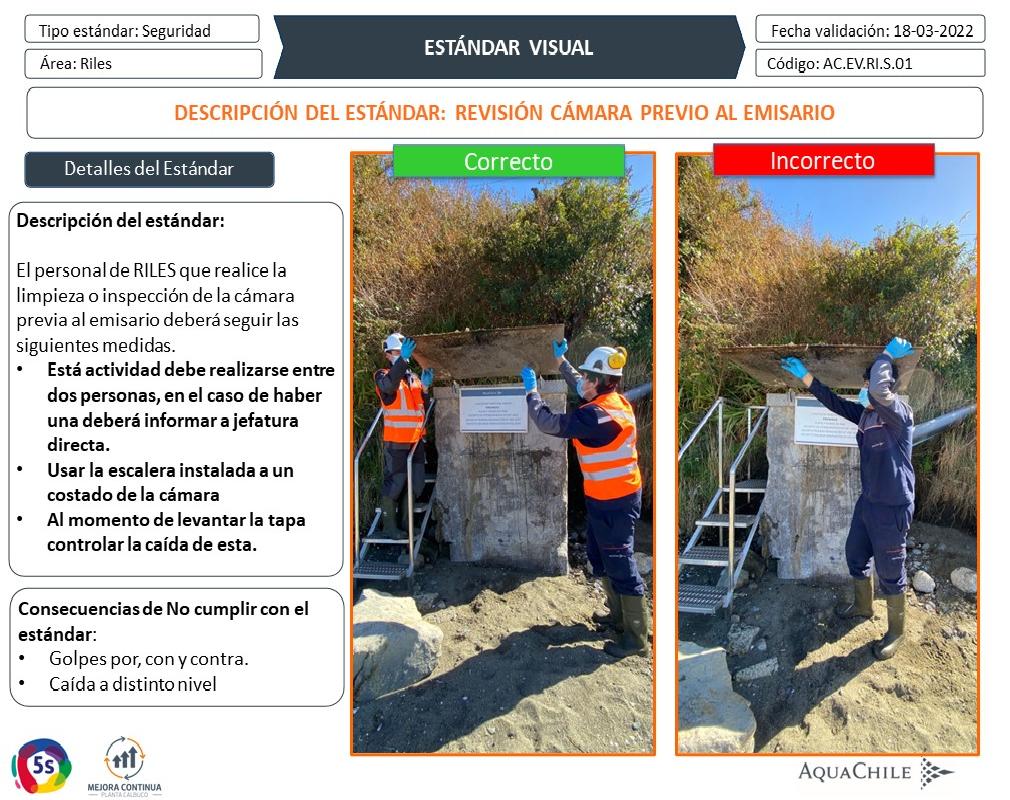 Tipo estándar: Seguridad
Área: Riles
ESTÁNDAR VISUAL
Fecha validación: 18-03-2022
Código: AC.EV.RI.S.01
DESCRIPCIÓN DEL ESTÁNDAR: REVISIÓN CÁMARA PREVIO AL EMISARIO
Detalles del Estándar
Descripción del estándar:
El personal de RILES que realice la
limpieza o inspección de la cámara
previa al emisario deberá seguir las
siguientes medidas.
• Está actividad debe realizarse entre
dos personas, en el caso de haber
una deberá informar a jefatura
directa.
• Usar la escalera instalada a un
costado de la cámara
• Al momento de levantar la tapa
controlar la caída de esta.
Consecuencias de No cumplir con el
estándar:
• Golpes por, con y contra.
• Caída a distinto nivel
Correcto
Incorrecto
5s
MEJORA CONTINUA
PLANTA CALBUCO
AQUACHILE